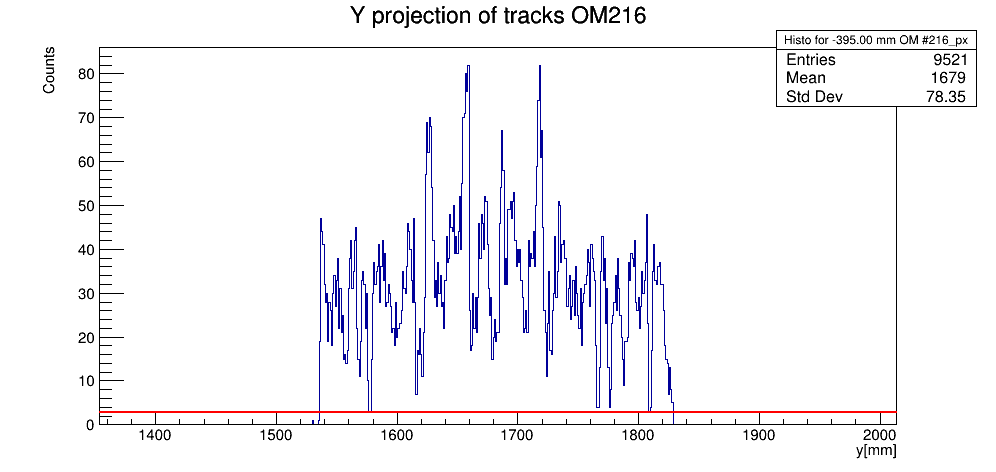 Y projection of tracks OM216
Histo for -395.00 mm OM #216_px
Entries 9521
Mean 1679
Std Dev 78.35
Counts
80
70
60
50
40
30
20
10
0
1400 1500 1600 1700 1800 1900 2000
y[mm]